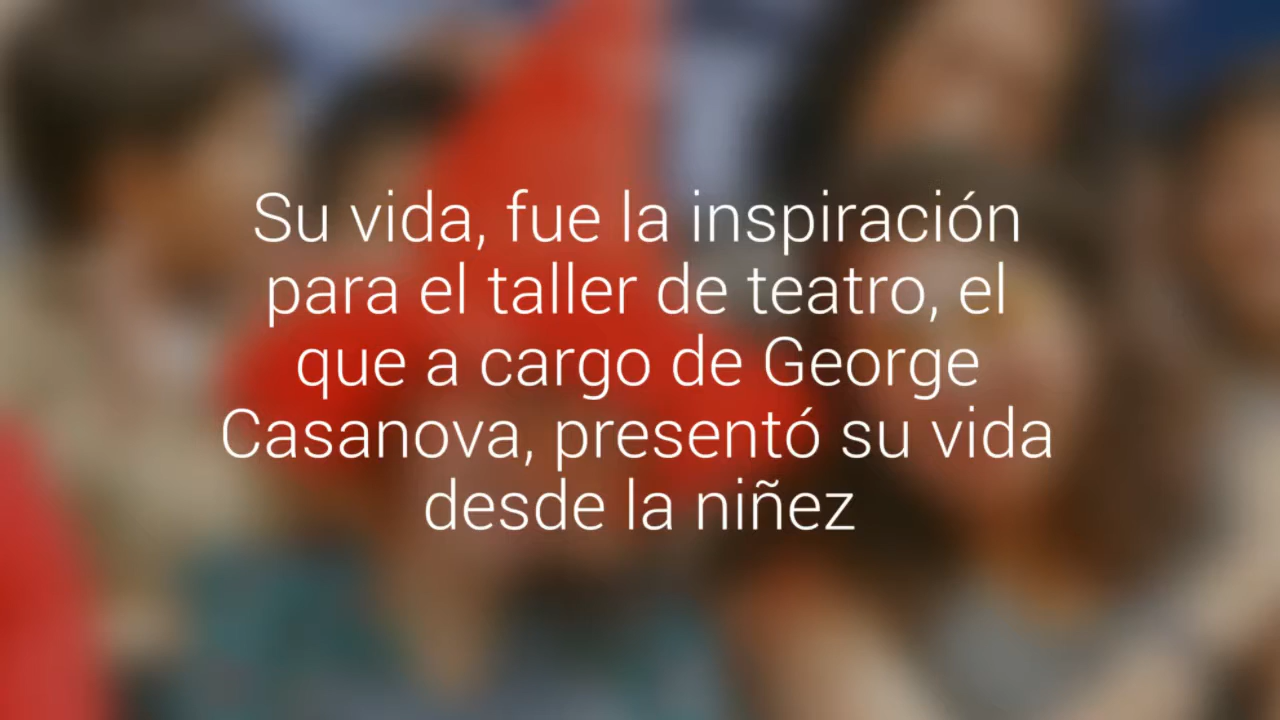 Su vida, fue la inspiración
para el taller de teatro, el
que a cargo de George
Casanova, presentó su vida
desde la niñez